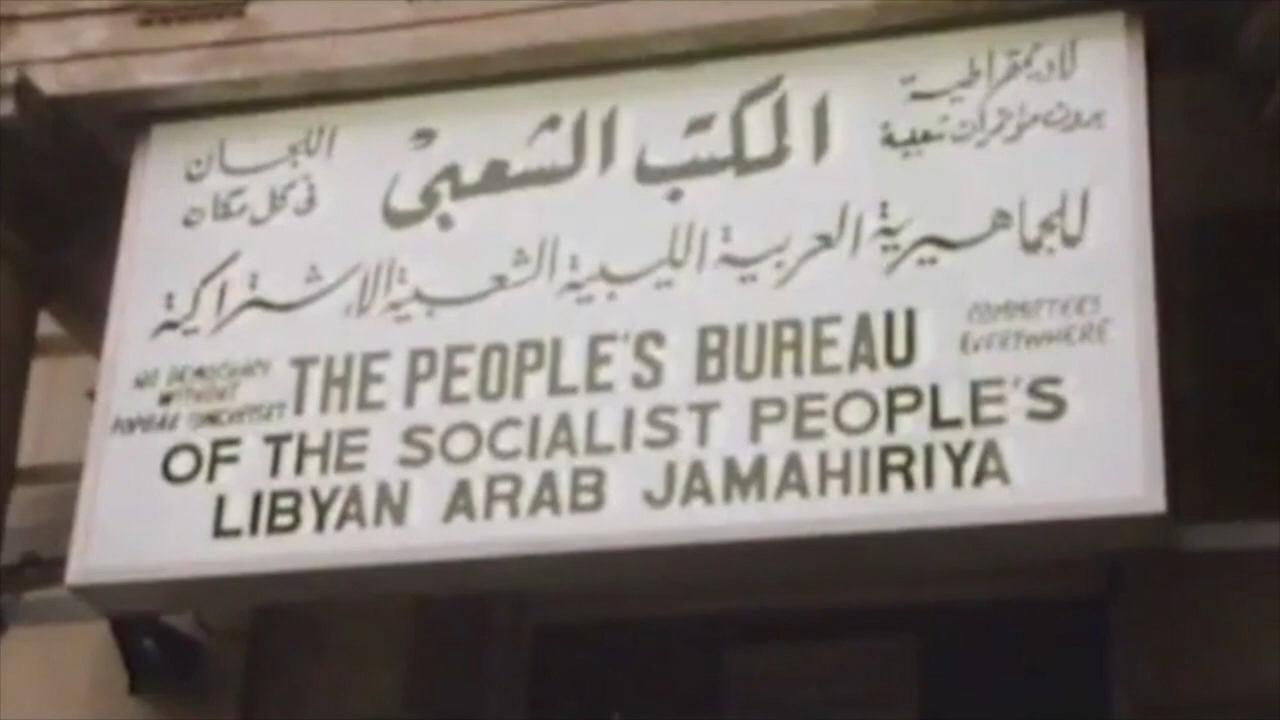 لا ديمقراطية
بدون مؤتمرات شعبية
المكتب الشعبي
اللجان
في كل مكان
للجماهيرية العربية الليبية الشعبية الاشتراكية
NO DEMOCRACY
WITHOUT
POPULAR
THE PEOPLE'S BUREAU
COMMITTEES
EVERYWHERE
OF THE SOCIALIST PEOPLE'S
LIBYAN ARAB JAMAHIRIYA